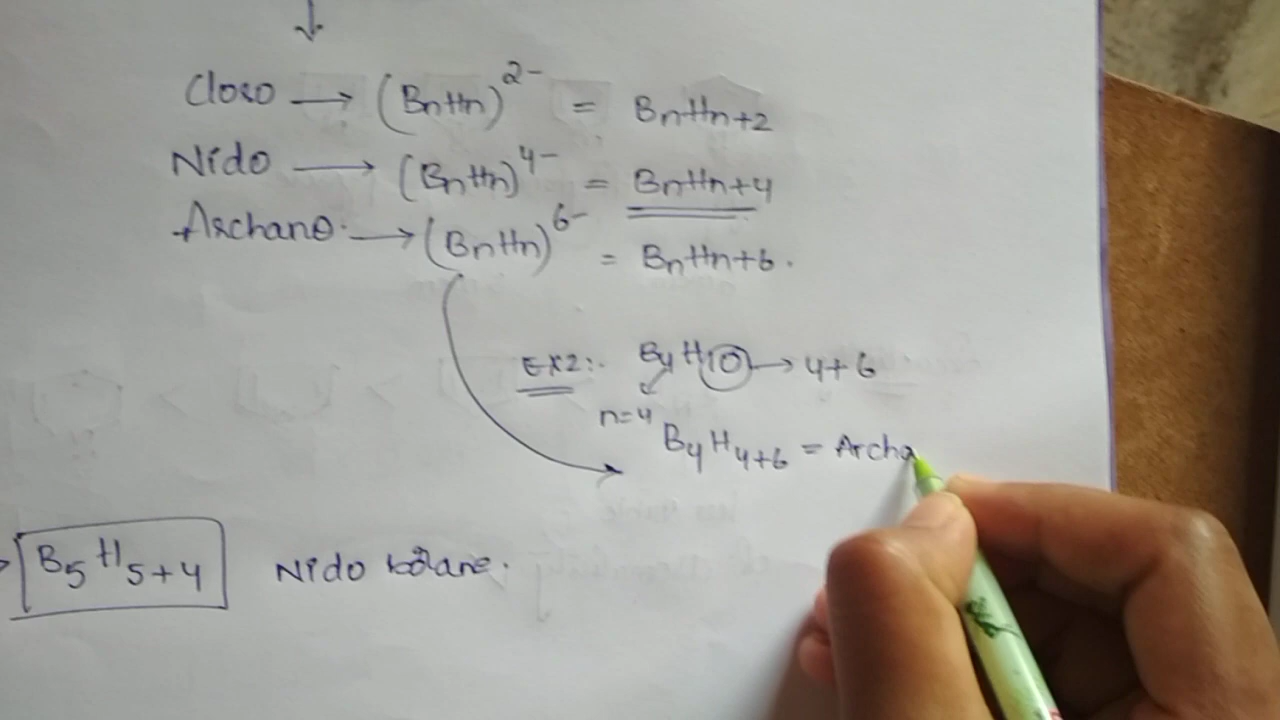 Closo → (BnHn)²⁻ = BnHn+2
Nido → (BnHn)⁴⁻ = BnHn+4
Archano. → (BnHn)⁶⁻ = BnHn+6.
EX2:- B4H10 → 4+6
n=4
B4H4+6 = Archa
B5H5+4 Nido borane.